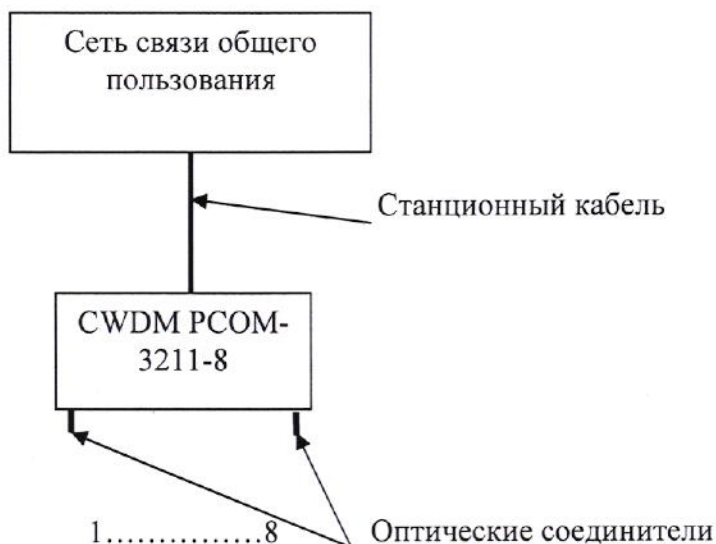 Сеть связи общего
пользования
Станционный кабель
CWDM PCOM-
3211-8
1...............8
Оптические соединители